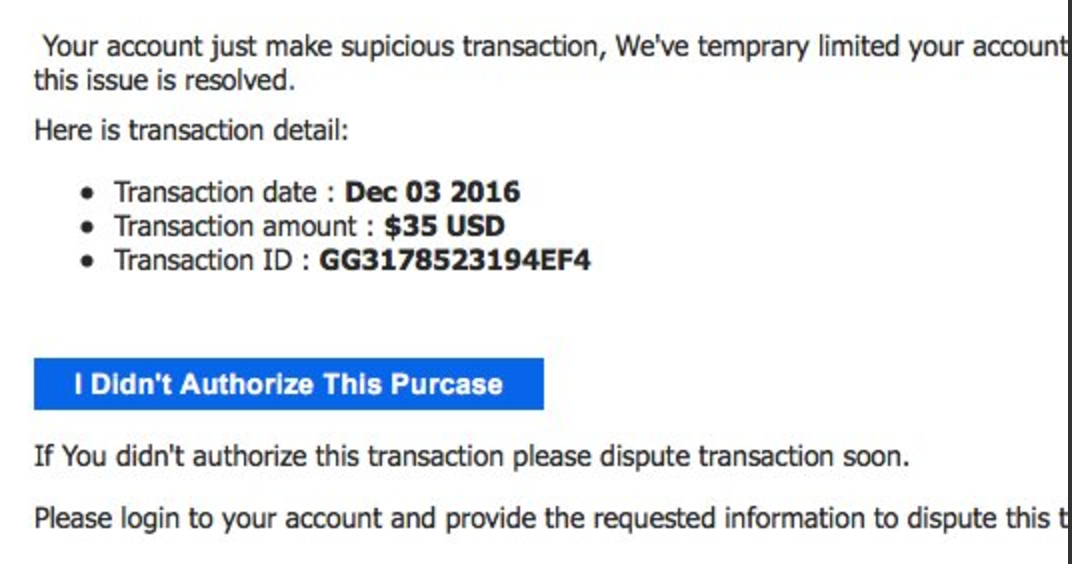 Your account just make supicious transaction, We've temprary limited your account
this issue is resolved.
Here is transaction detail:
• Transaction date : Dec 03 2016
• Transaction amount : $35 USD
• Transaction ID : GG3178523194EF4
I Didn't Authorize This Purcase
If You didn't authorize this transaction please dispute transaction soon.
Please login to your account and provide the requested information to dispute this t